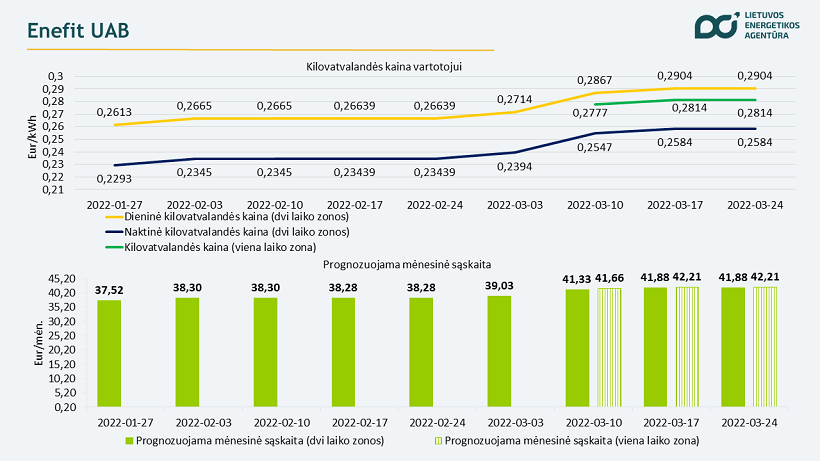 Enefit UAB
LIETUVOS
ENERGETIKOS
AGENTŪRA
Kilovatvalandės kaina vartotojui
Eur/kWh
0,3
0,29
0,28
0,27
0,26
0,25
0,24
0,23
0,22
0,21
0,2613 0,2665 0,2665 0,26639 0,26639 0,2714 0,2867 0,2904 0,2904
0,2777 0,2814 0,2814
0,2293 0,2345 0,2345 0,23439 0,23439 0,2394 0,2547 0,2584 0,2584
2022-01-27 2022-02-03 2022-02-10 2022-02-17 2022-02-24 2022-03-03 2022-03-10 2022-03-17 2022-03-24
Dieninė kilovatvalandės kaina (dvi laiko zonos)
Naktinė kilovatvalandės kaina (dvi laiko zonos)
Kilovatvalandės kaina (viena laiko zona)
Prognozuojama mėnesinė sąskaita
Eur/mėn.
45,20
40,20
35,20
30,20
25,20
20,20
15,20
10,20
5,20
0,20
37,52 38,30 38,30 38,28 38,28 39,03 41,33 41,66 41,88 42,21 41,88 42,21
2022-01-27 2022-02-03 2022-02-10 2022-02-17 2022-02-24 2022-03-03 2022-03-10 2022-03-17 2022-03-24
Prognozuojama mėnesinė sąskaita (dvi laiko zonos) Prognozuojama mėnesinė sąskaita (viena laiko zona)